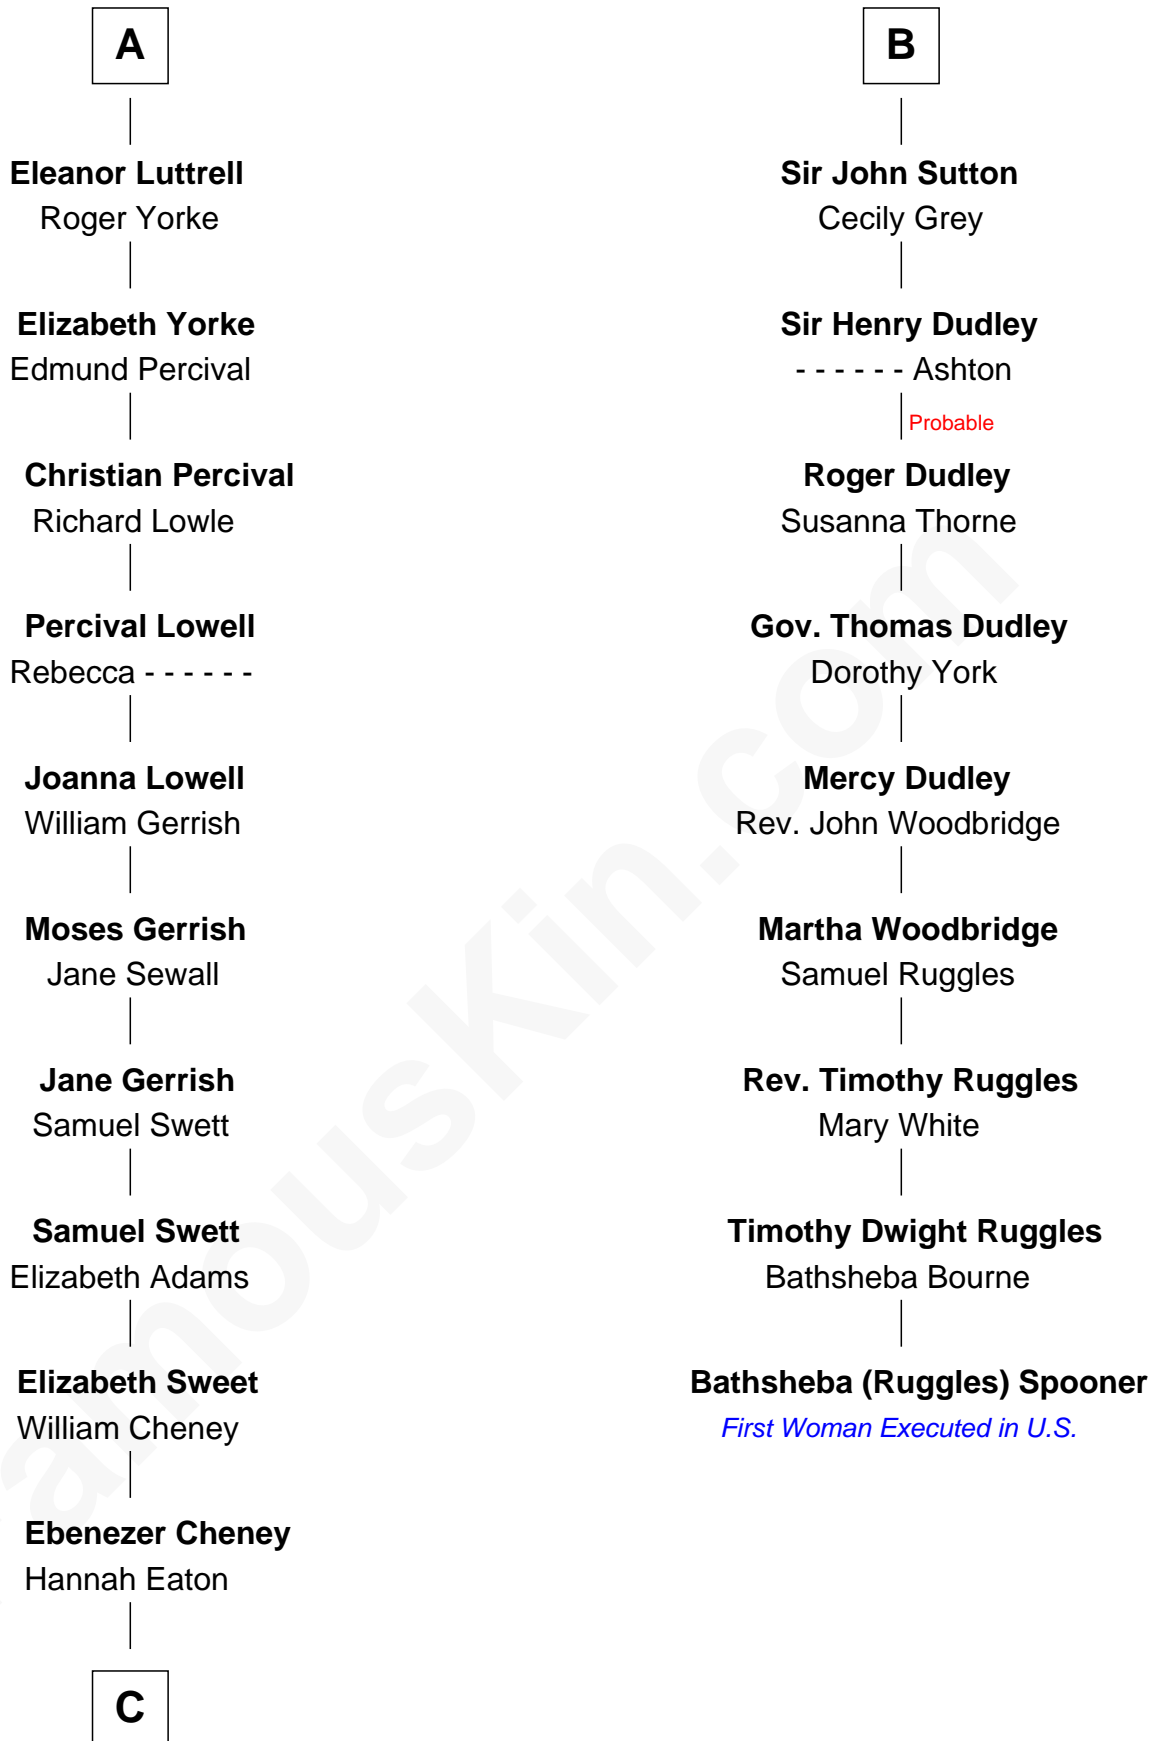 A
Eleanor Luttrell
Roger Yorke
Elizabeth Yorke
Edmund Percival
Christian Percival
Richard Lowle
Percival Lowell
Rebecca - - - - - -
Joanna Lowell
William Gerrish
Moses Gerrish
Jane Sewall
Jane Gerrish
Samuel Swett
Samuel Swett
Elizabeth Adams
Elizabeth Sweet
William Cheney
Ebenezer Cheney
Hannah Eaton
C
B
Sir John Sutton
Cecily Grey
Sir Henry Dudley
- - - - - - Ashton
Probable
Roger Dudley
Susanna Thorne
Gov. Thomas Dudley
Dorothy York
Mercy Dudley
Rev. John Woodbridge
Martha Woodbridge
Samuel Ruggles
Rev. Timothy Ruggles
Mary White
Timothy Dwight Ruggles
Bathsheba Bourne
Bathsheba (Ruggles) Spooner
First Woman Executed in U.S.
amouskin.com